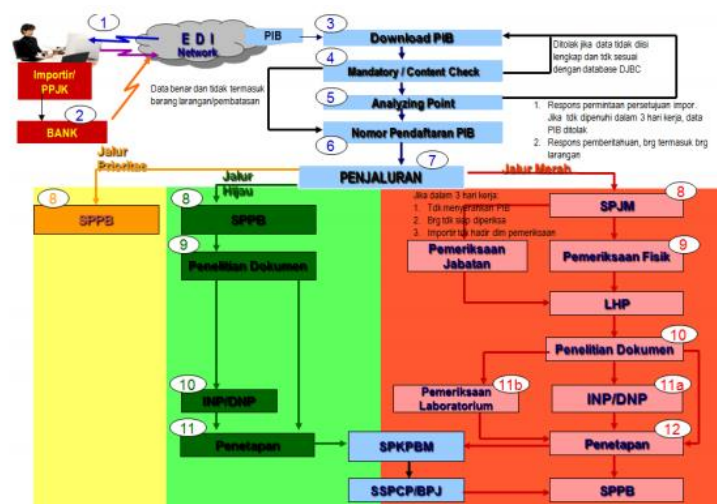 1
E D I
Network
PIB
3
Download PIB
Ditolak jika data tidak diisi
lengkap dan tdk sesuai
dengan database DJBC
4
Mandatory / Content Check
Importir/
PPJK
Data benar dan tidak termasuk
barang larangan/pembatasan
5
Analyzing Point
2
BANK
1. Respons permintaan persetujuan impor.
Jika tdk dipenuhi dalam 3 hari kerja, data
PIB ditolak
2. Respons pemberitahuan, brg termasuk brg
larangan
6
Nomor Pendaftaran PIB
Jalur
Prioritas
Jalur
Hijau
7
PENJALURAN
Jalur Merah
8
SPPB
8
SPPB
Jika dalam 3 hari kerja:
1. Tdk menyerahkan PIB
2. Brg tdk siap diperiksa
3. Importir tdk hadir dlm pemeriksaan
8
SPJM
9
Penelitian Dokumen
Pemeriksaan
Jabatan
9
Pemeriksaan Fisik
LHP
10
Penelitian Dokumen
10
INP/DNP
11b
Pemeriksaan
Laboratorium
11a
INP/DNP
11
Penetapan
SPKPBM
12
Penetapan
SSPCP/BPJ
SPPB